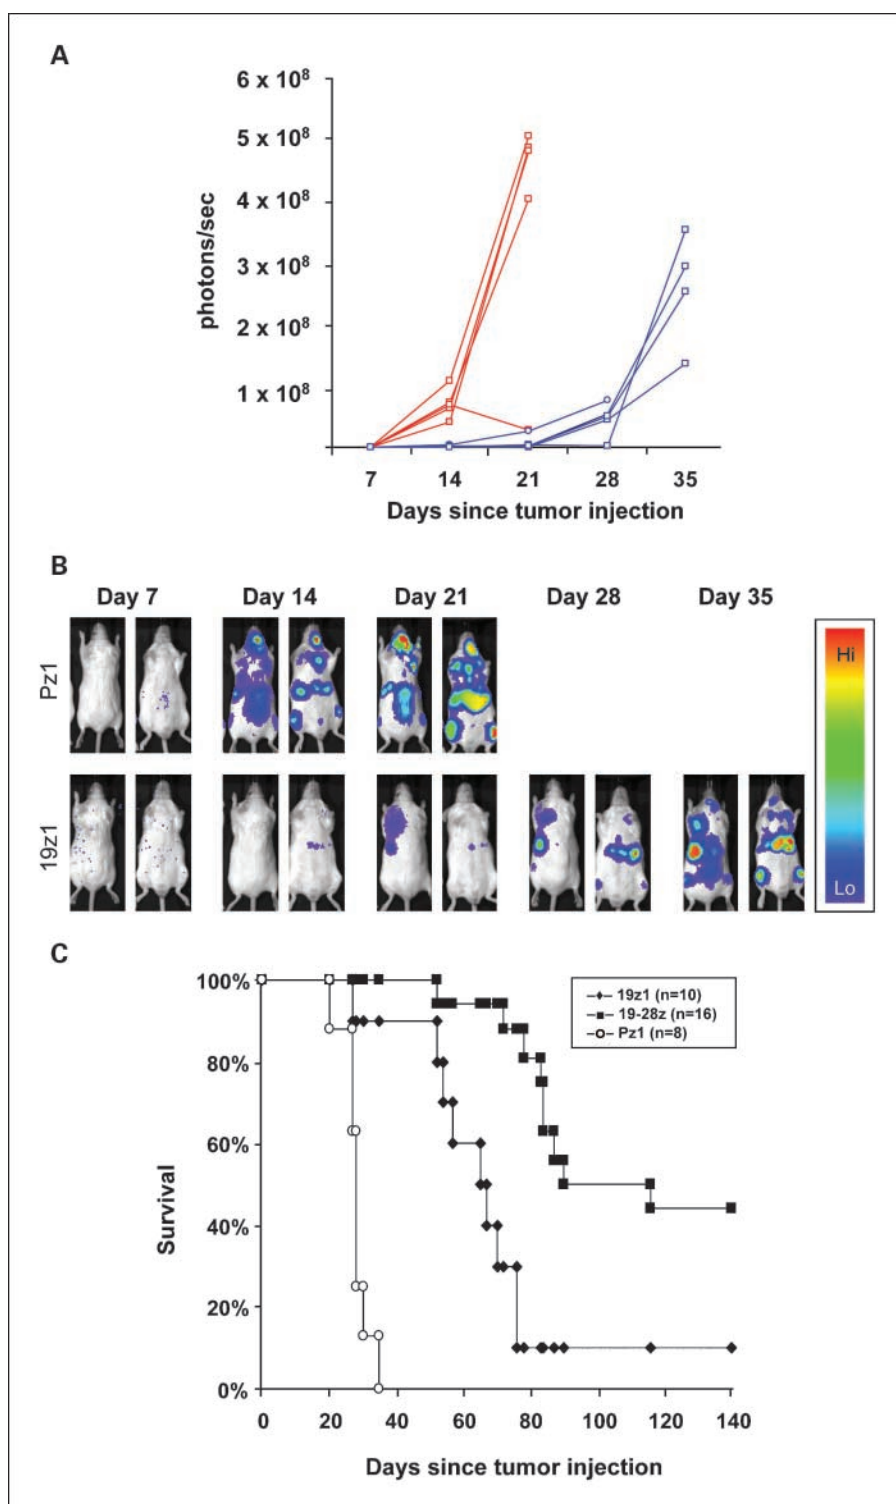 A
6 x 10⁸
5 x 10⁸
4 x 10⁸
3 x 10⁸
2 x 10⁸
1 x 10⁸
photons/sec
7 14 21 28 35
Days since tumor injection
B
Day 7 Day 14 Day 21 Day 28 Day 35
Pz1
19z1
Hi
Lo
C
100%
80%
60%
40%
20%
0%
Survival
19z1 (n=10)
19-28z (n=16)
Pz1 (n=8)
0 20 40 60 80 100 120 140
Days since tumor injection